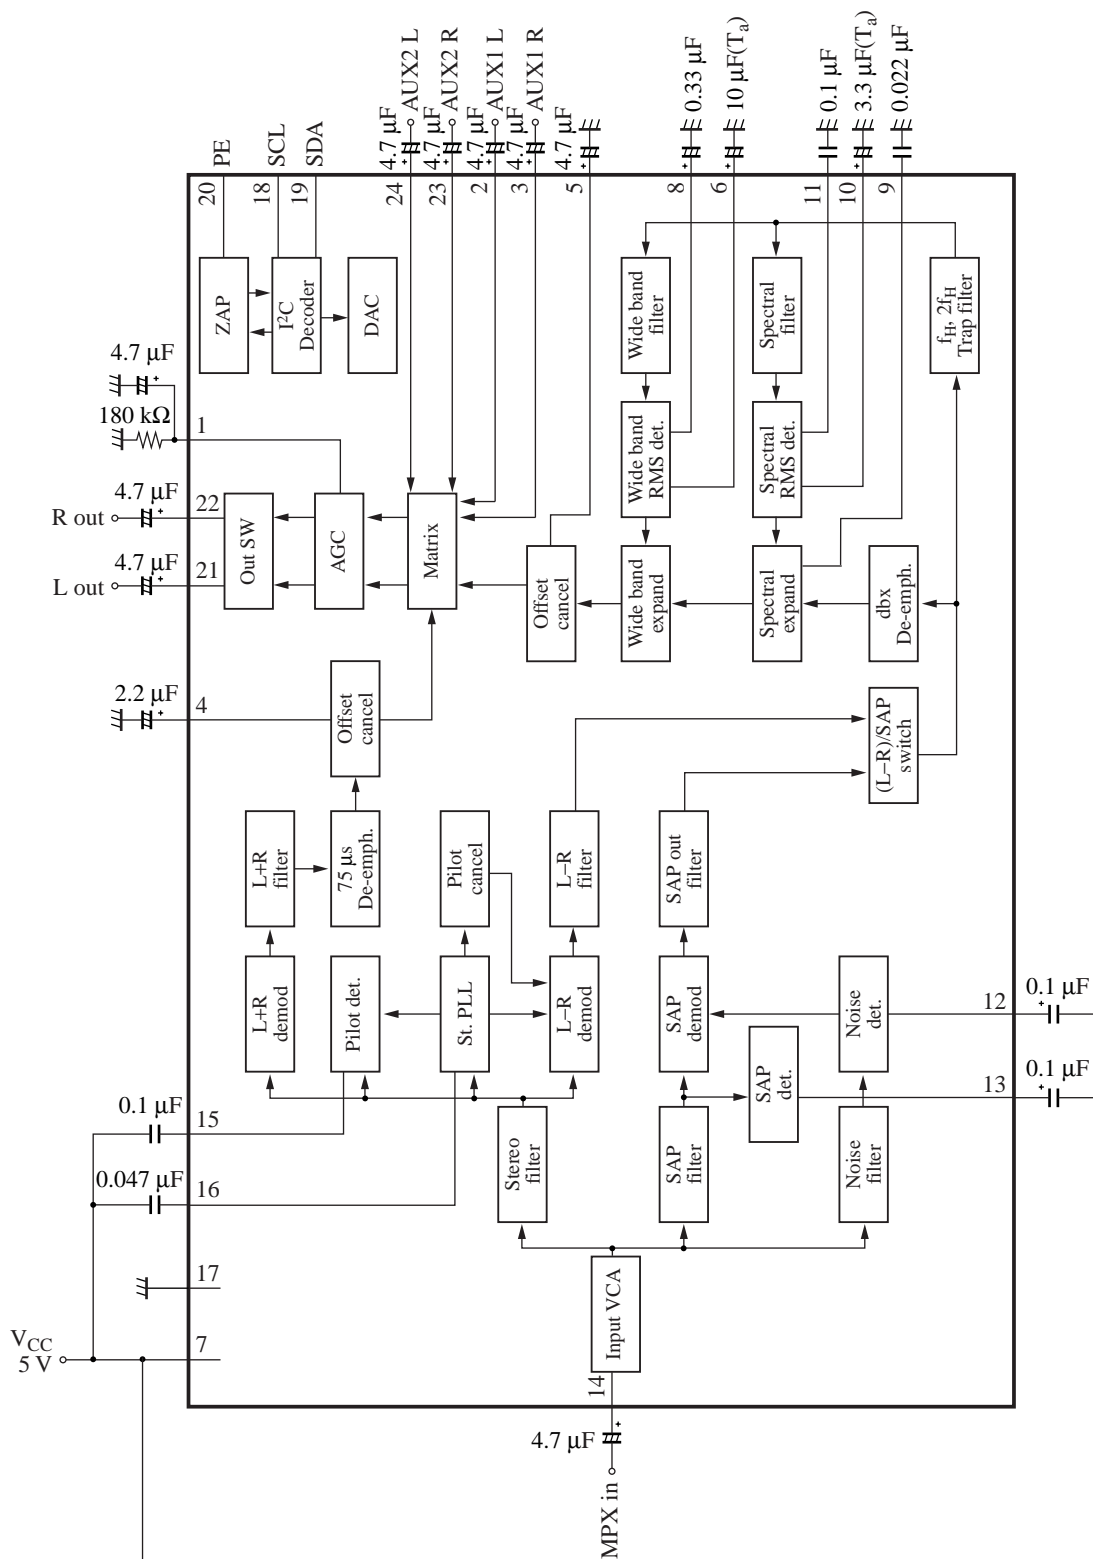 PE
SCL
SDA
20
18
19
4.7 µF
AUX2 L
24
4.7 µF
AUX2 R
23
4.7 µF
AUX1 L
2
4.7 µF
AUX1 R
3
4.7 µF
5
0.33 µF
8
10 µF(Ta)
6
0.1 µF
11
3.3 µF(Ta)
10
0.022 µF
9
ZAP
I²C
Decoder
DAC
Wide band
filter
Spectral
filter
fH, 2fH
Trap filter
4.7 µF
180 kΩ
1
R out
4.7 µF
22
L out
4.7 µF
21
Out SW
AGC
Matrix
Offset
cancel
Wide band
RMS det.
Wide band
expand
Spectral
RMS det.
Spectral
expand
dbx
De-emph.
2.2 µF
4
Offset
cancel
(L−R)/SAP
switch
L+R
filter
75 µs
De-emph.
Pilot
cancel
L−R
filter
SAP out
filter
L+R
demod
Pilot det.
St. PLL
L−R
demod
SAP
demod
Noise
det.
SAP
det.
12
0.1 µF
13
0.1 µF
0.1 µF
15
0.047 µF
16
Stereo
filter
SAP
filter
Noise
filter
17
VCC
5 V
7
Input VCA
14
4.7 µF
MPX in